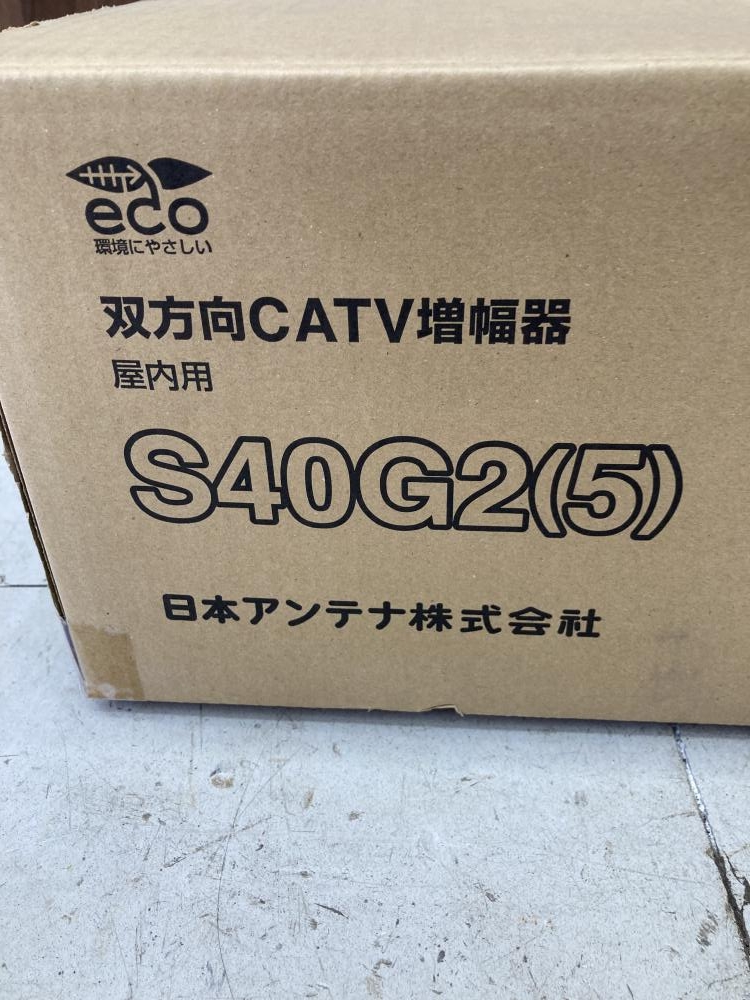 eco
環境にやさしい
双方向CATV増幅器
屋内用
S40G2(5)
日本アンテナ株式会社